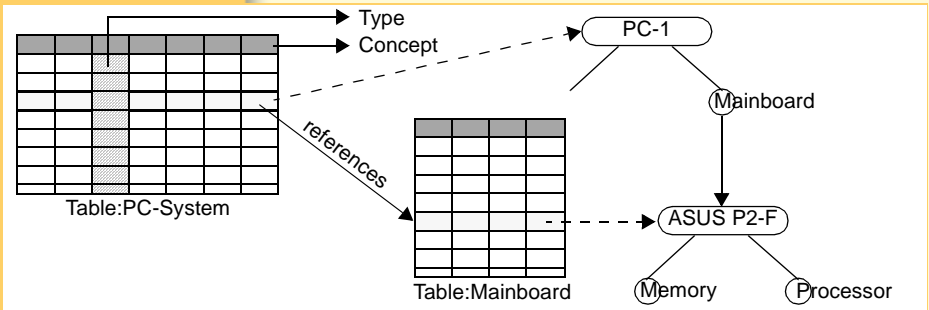 Type
Concept
PC-1
Mainboard
references
Table:PC-System
ASUS P2-F
Table:Mainboard
Memory
Processor